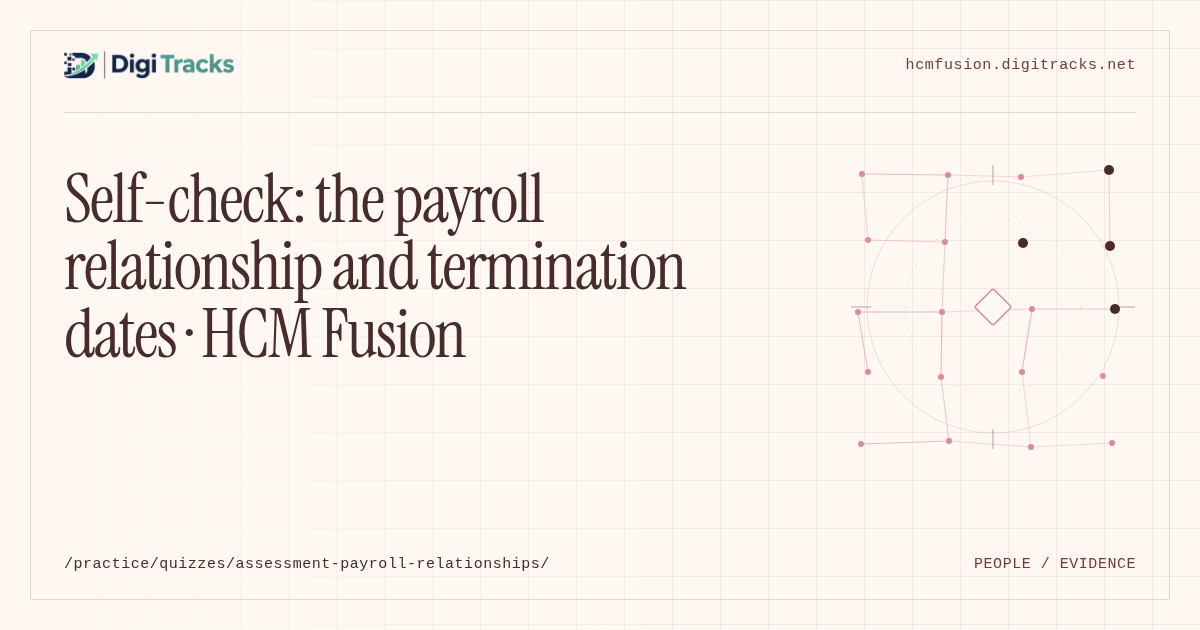 Digi Tracks
hcmfusion.digitracks.net
Self-check: the payroll
relationship and termination
dates · HCM Fusion
/practice/quizzes/assessment-payroll-relationships/
PEOPLE / EVIDENCE